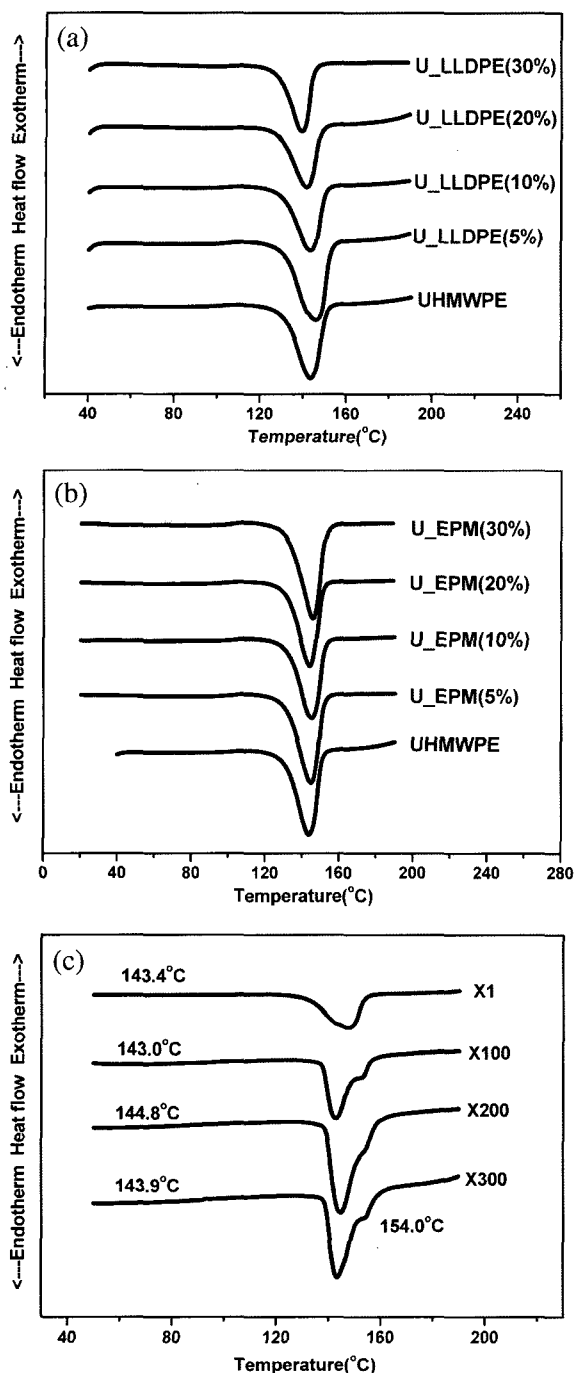 (a)
U_LLDPE(30%)
U_LLDPE(20%)
U_LLDPE(10%)
U_LLDPE(5%)
UHMWPE
<---Endotherm Heat flow Exotherm--->
40 80 120 160 200 240
Temperature(°C)
(b)
U_EPM(30%)
U_EPM(20%)
U_EPM(10%)
U_EPM(5%)
UHMWPE
<---Endotherm Heat flow Exotherm--->
0 40 80 120 160 200 240 280
Temperature(°C)
(c)
143.4°C X1
143.0°C X100
144.8°C X200
143.9°C X300
154.0°C
<---Endotherm Heat flow Exotherm--->
40 80 120 160 200
Temperature(°C)